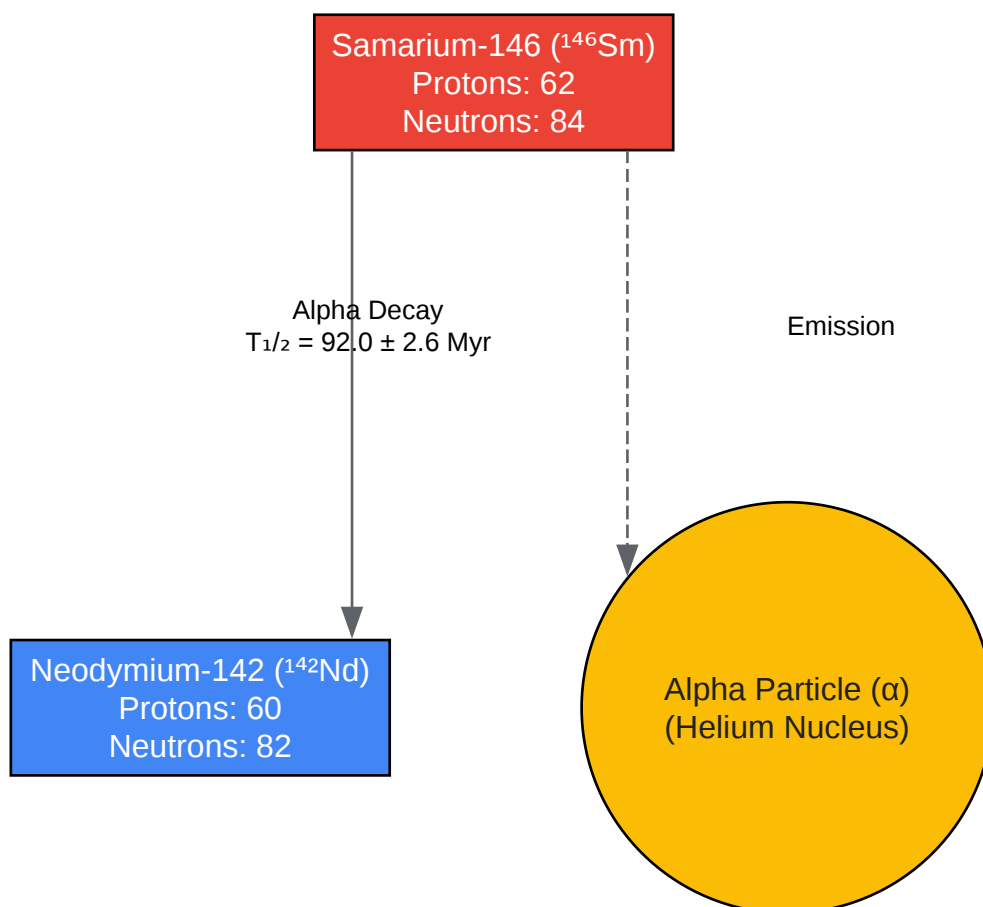 Samarium-146 (¹⁴⁶Sm)
Protons: 62
Neutrons: 84
Alpha Decay
T₁/₂ = 92.0 ± 2.6 Myr
Emission
Neodymium-142 (¹⁴²Nd)
Protons: 60
Neutrons: 82
Alpha Particle (α)
(Helium Nucleus)